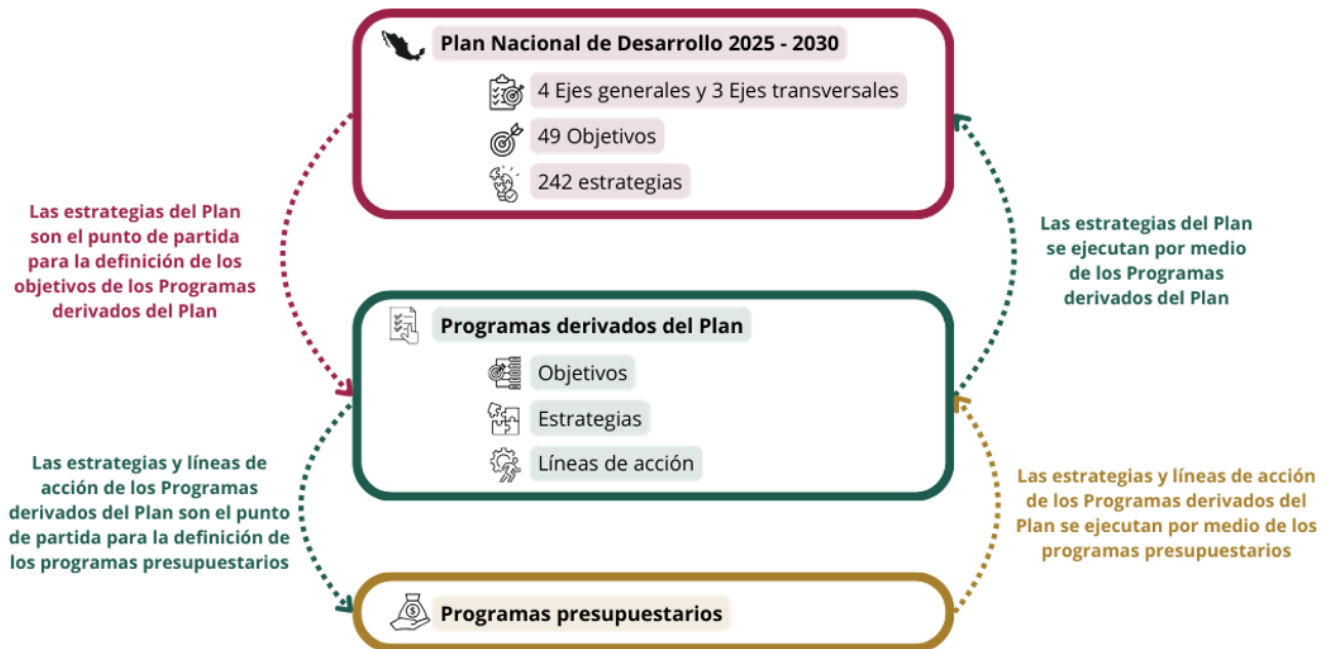 Plan Nacional de Desarrollo 2025 - 2030
4 Ejes generales y 3 Ejes transversales
49 Objetivos
242 estrategias
Las estrategias del Plan
son el punto de partida
para la definición de los
objetivos de los Programas
derivados del Plan
Las estrategias del Plan
se ejecutan por medio
de los Programas
derivados del Plan
Programas derivados del Plan
Objetivos
Estrategias
Líneas de acción
Las estrategias y líneas de
acción de los Programas
derivados del Plan son el punto
de partida para la definición de
los programas presupuestarios
Las estrategias y líneas de acción
de los Programas derivados del
Plan se ejecutan por medio de los
programas presupuestarios
$
Programas presupuestarios